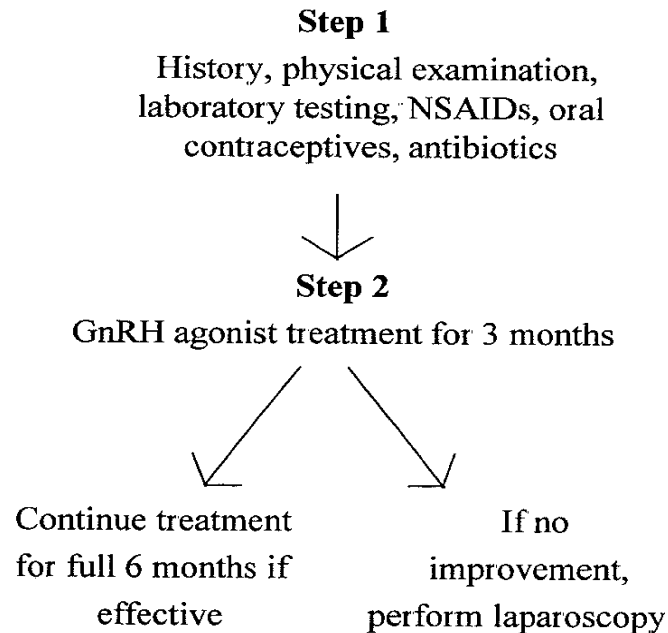 Step 1
History, physical examination,
laboratory testing, NSAIDs, oral
contraceptives, antibiotics
Step 2
GnRH agonist treatment for 3 months
Continue treatment
for full 6 months if
effective
If no
improvement,
perform laparoscopy